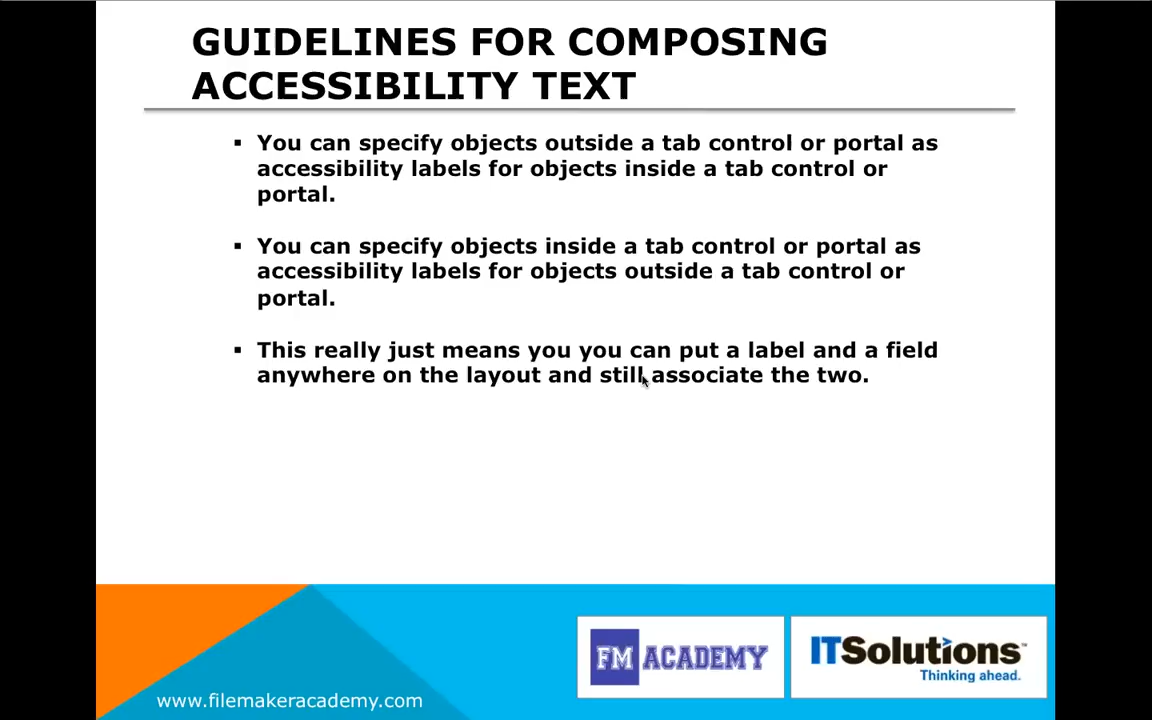 GUIDELINES FOR COMPOSING
ACCESSIBILITY TEXT
▪ You can specify objects outside a tab control or portal as
accessibility labels for objects inside a tab control or
portal.
▪ You can specify objects inside a tab control or portal as
accessibility labels for objects outside a tab control or
portal.
▪ This really just means you you can put a label and a field
anywhere on the layout and still associate the two.
FM ACADEMY
ITSolutions™
Thinking ahead.
www.filemakeracademy.com